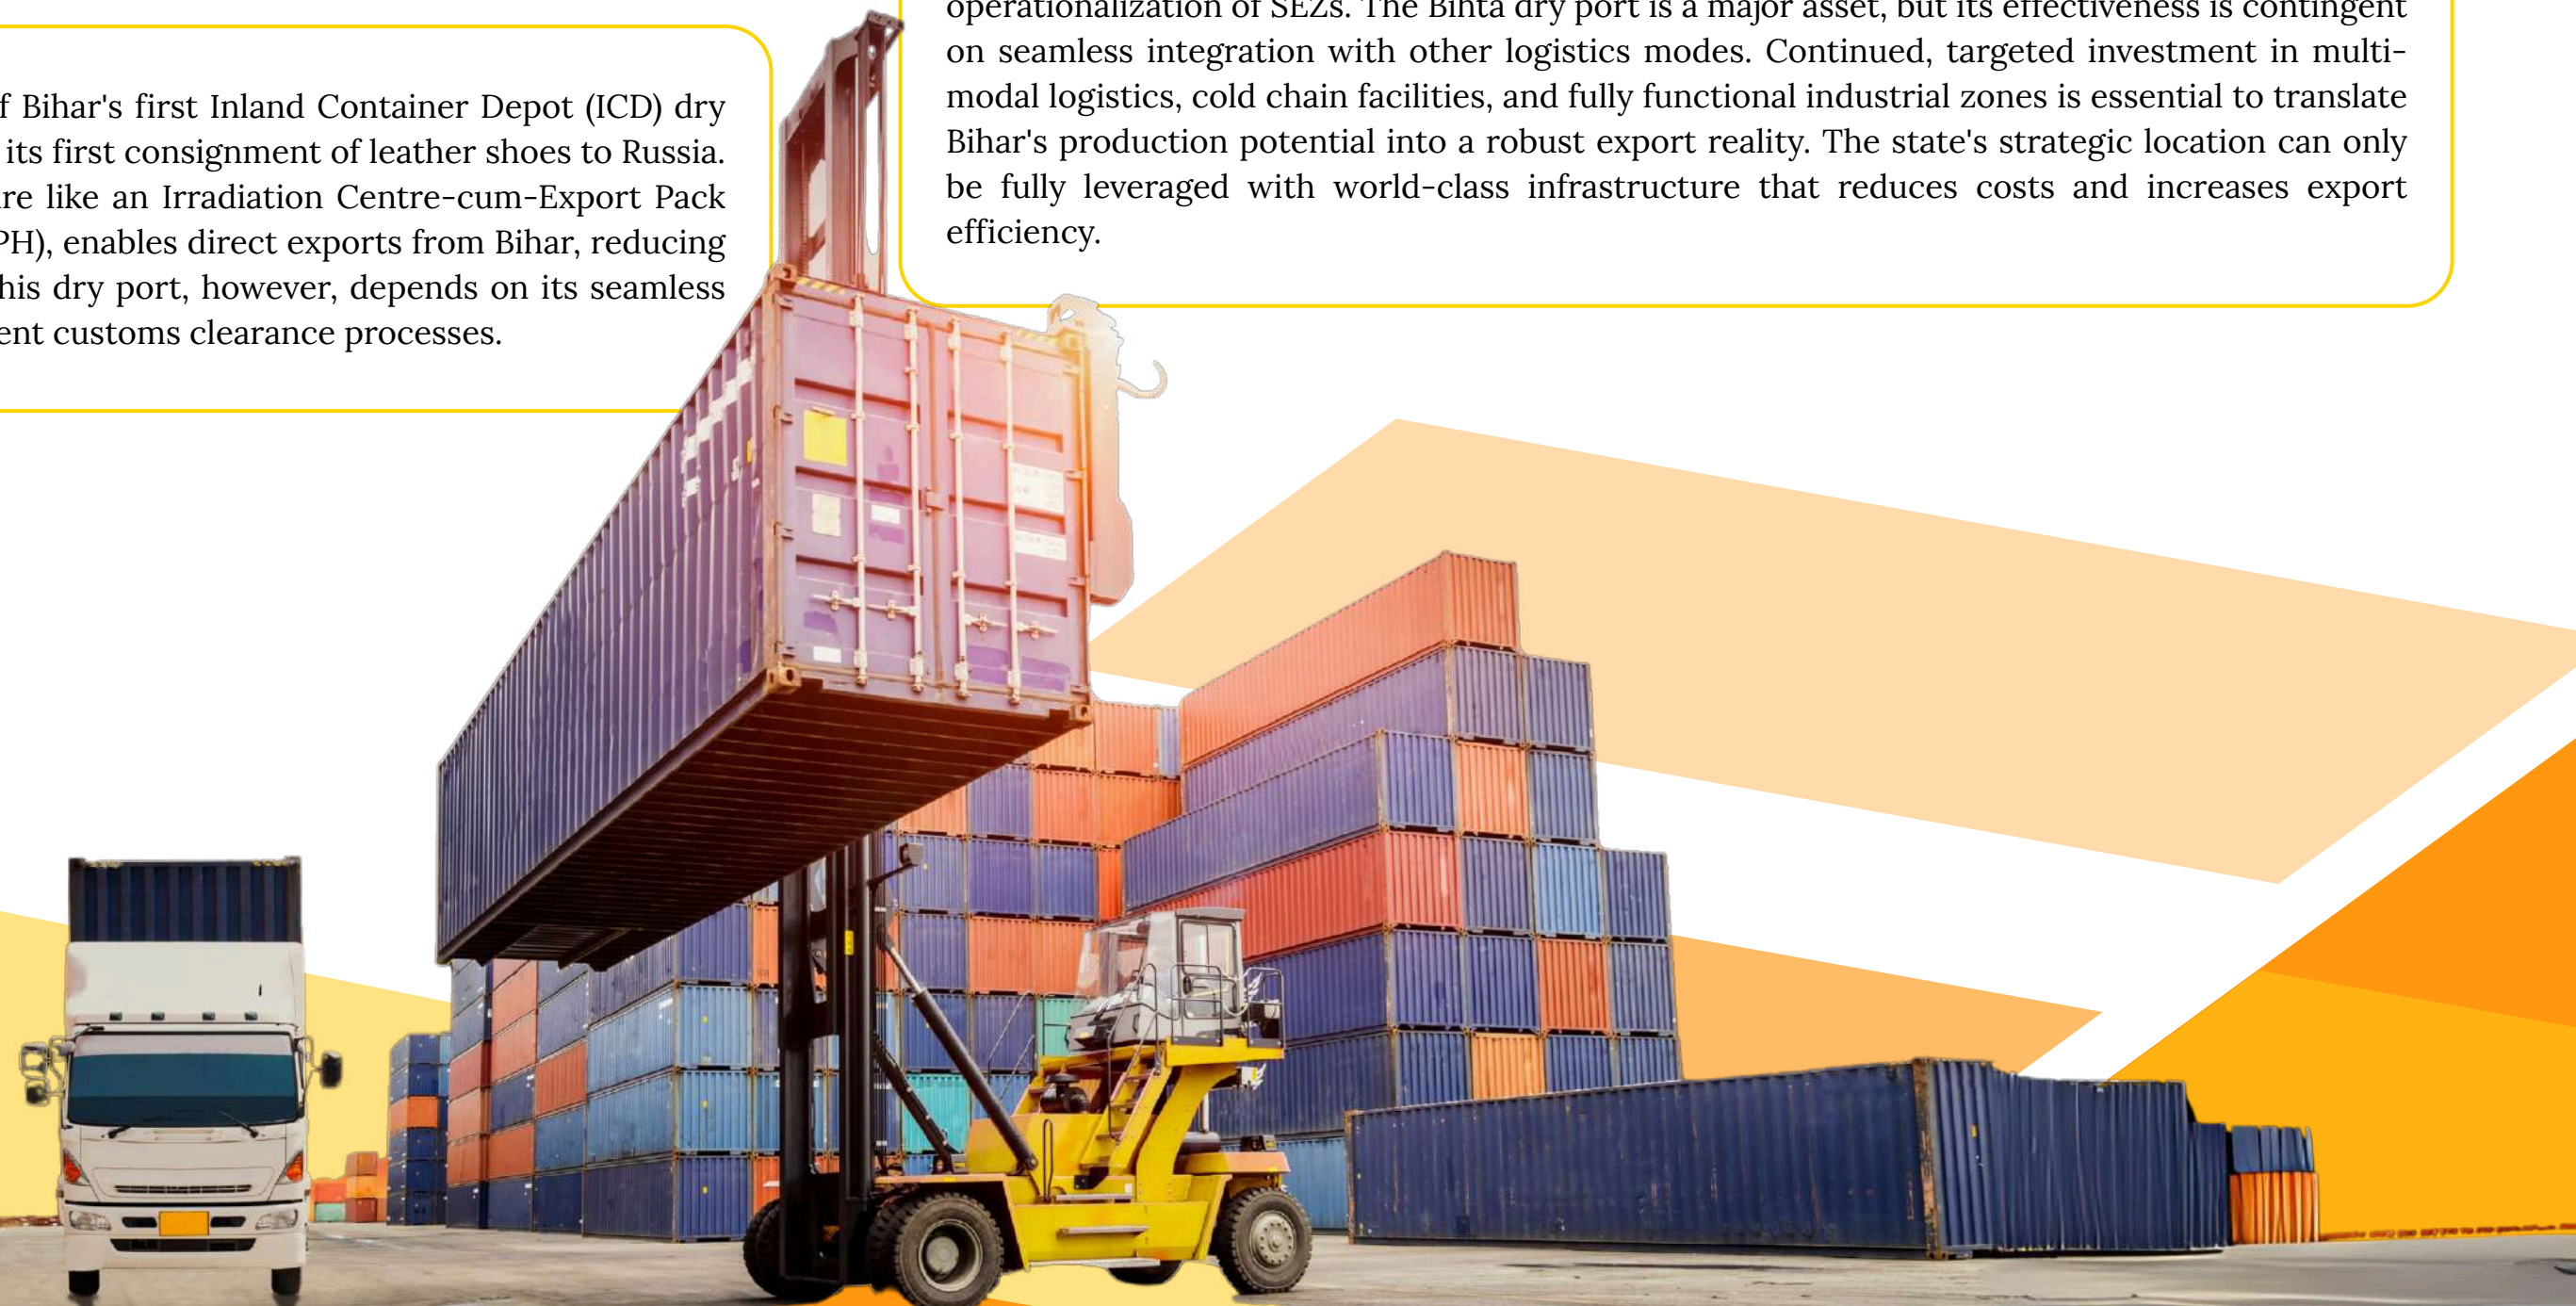 f Bihar's first Inland Container Depot (ICD) dry
its first consignment of leather shoes to Russia.
re like an Irradiation Centre-cum-Export Pack
PH), enables direct exports from Bihar, reducing
his dry port, however, depends on its seamless
ent customs clearance processes.
operationalization of SEZs. The Bihta dry port is a major asset, but its effectiveness is contingent
on seamless integration with other logistics modes. Continued, targeted investment in multi-
modal logistics, cold chain facilities, and fully functional industrial zones is essential to translate
Bihar's production potential into a robust export reality. The state's strategic location can only
be fully leveraged with world-class infrastructure that reduces costs and increases export
efficiency.